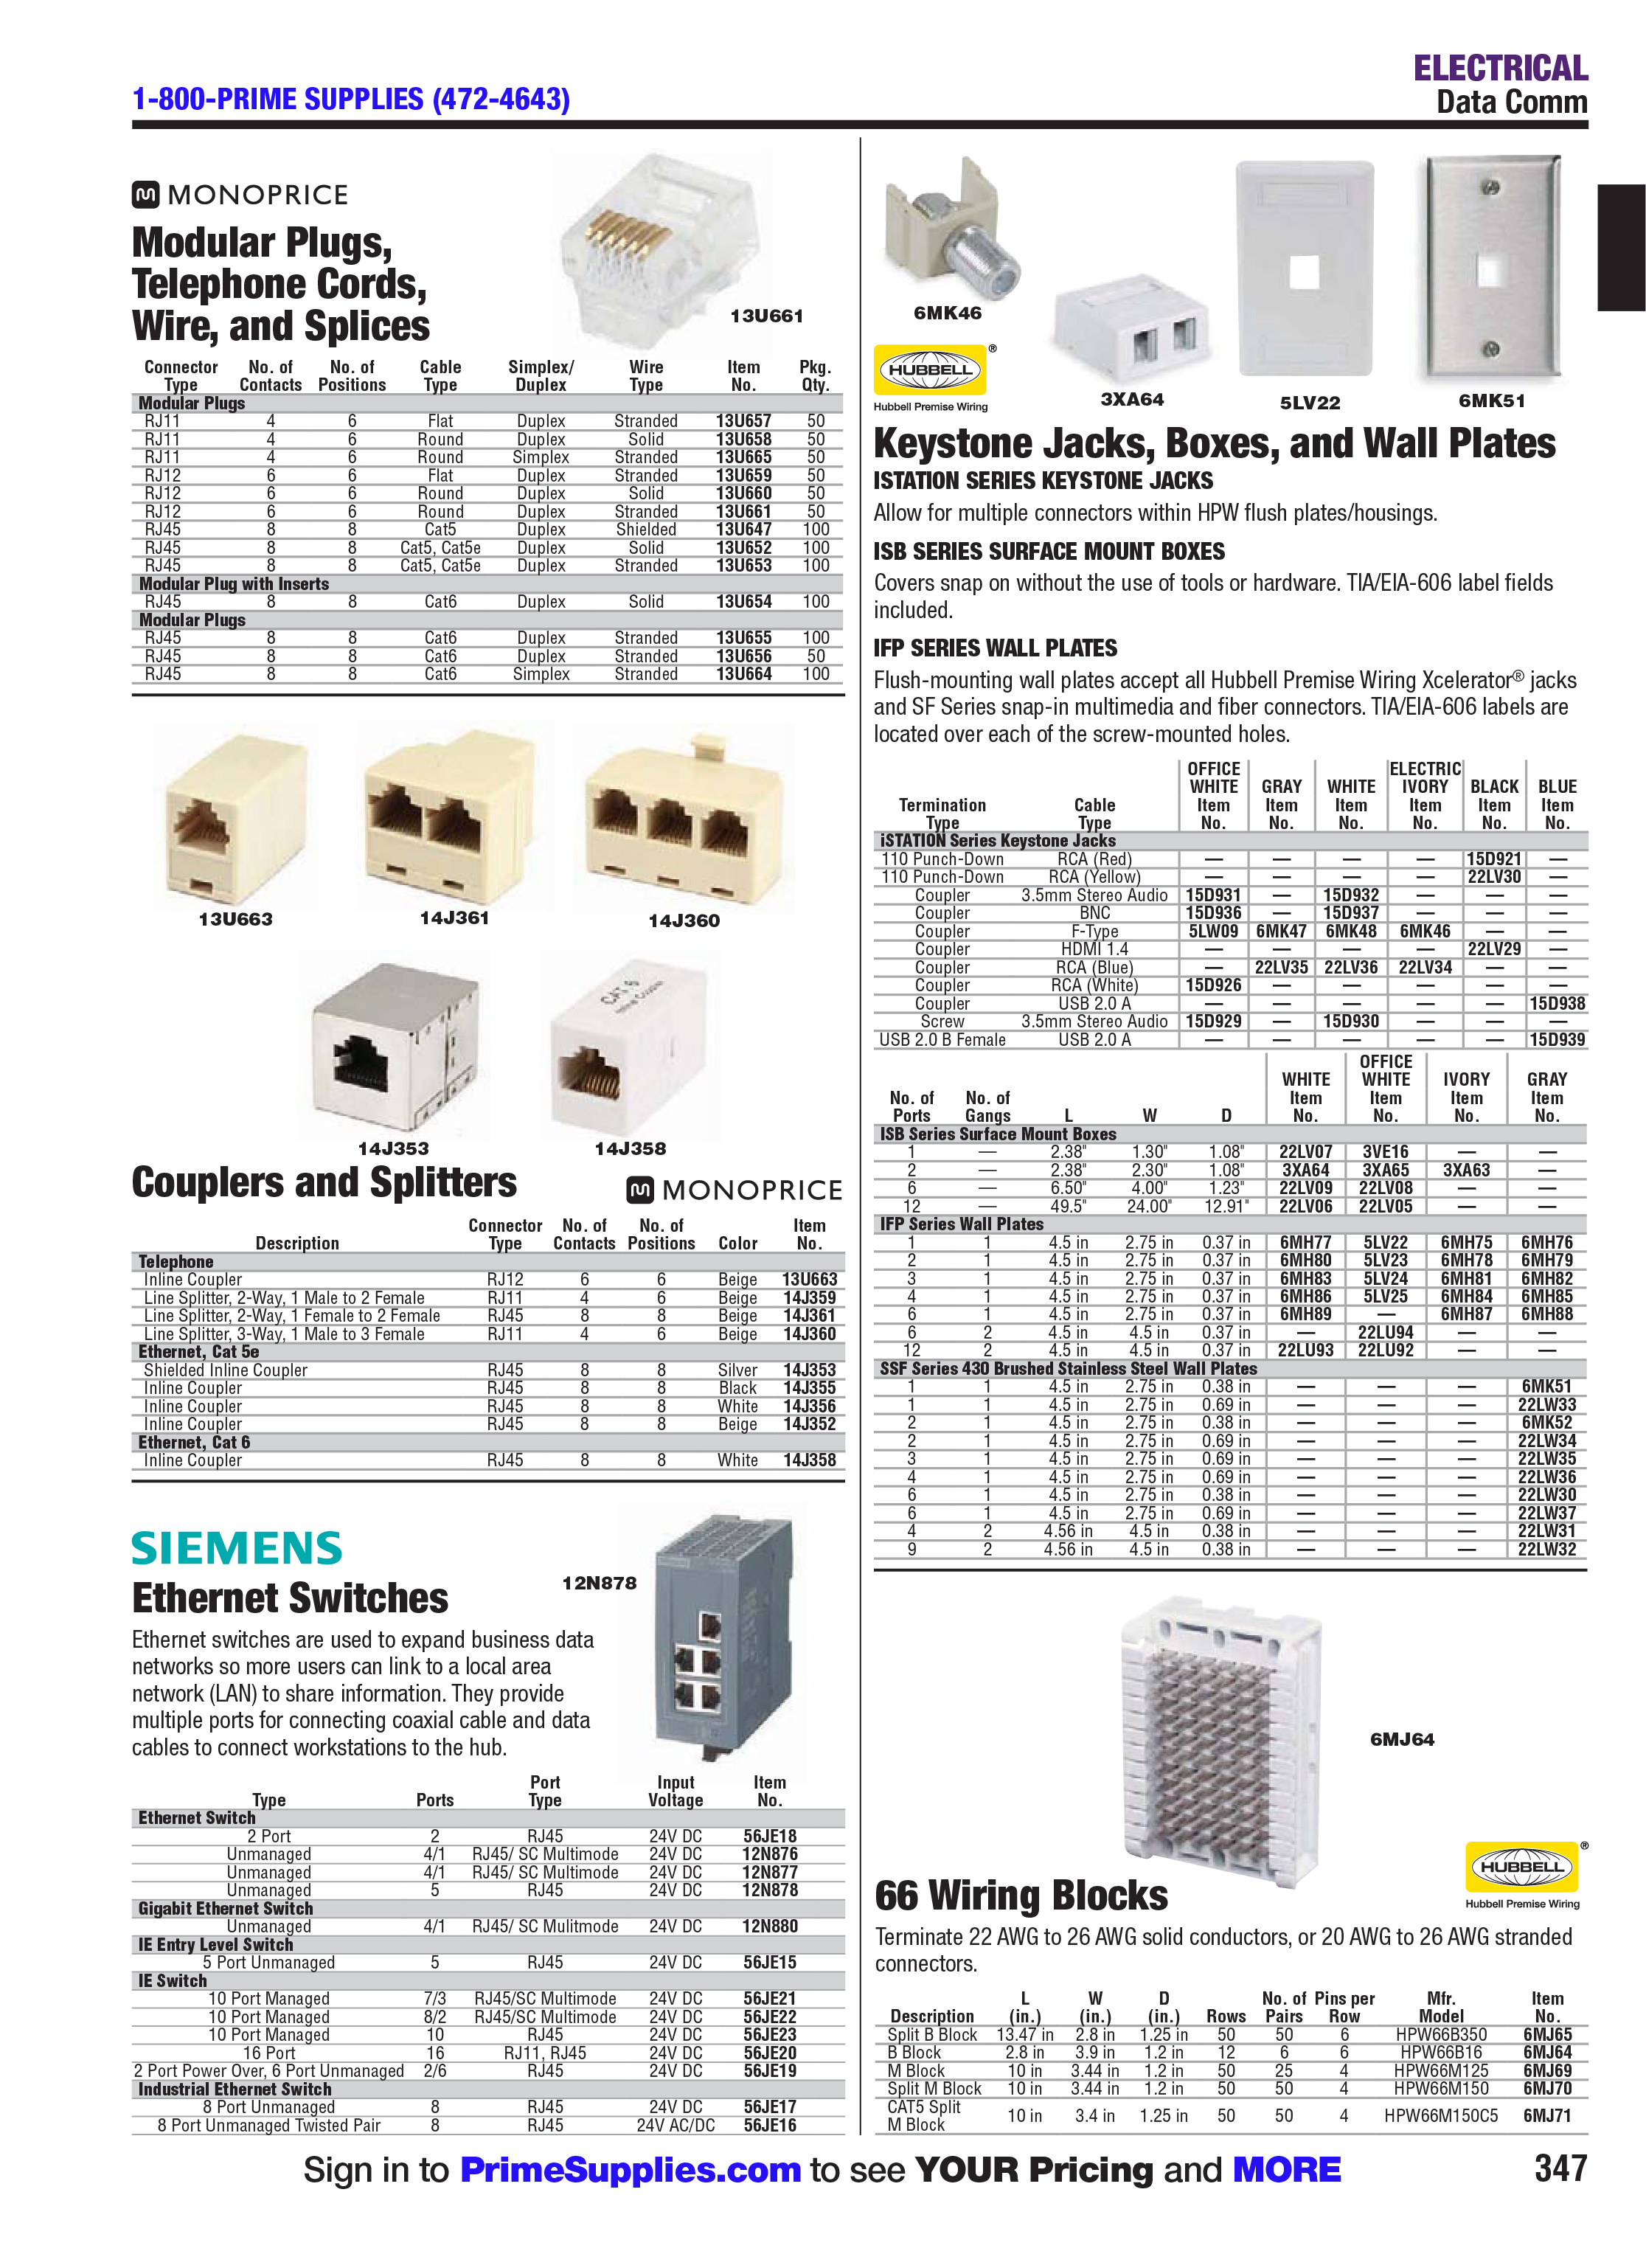 1-800-PRIME SUPPLIES (472-4643)
ELECTRICAL
Data Comm
MONOPRICE
Modular Plugs,
Telephone Cords,
Wire, and Splices
13U661
Connector Type No. of Contacts No. of Positions Cable Type Simplex/ Duplex Wire Type Item No. Pkg. Qty.
Modular Plugs
RJ11 4 6 Flat Duplex Stranded 13U657 50
RJ11 4 6 Round Duplex Solid 13U658 50
RJ11 4 6 Round Simplex Stranded 13U665 50
RJ12 6 6 Flat Duplex Stranded 13U659 50
RJ12 6 6 Round Duplex Solid 13U660 50
RJ12 6 6 Round Duplex Stranded 13U661 50
RJ45 8 8 Cat5 Duplex Shielded 13U647 100
RJ45 8 8 Cat5, Cat5e Duplex Solid 13U652 100
RJ45 8 8 Cat5, Cat5e Duplex Stranded 13U653 100
Modular Plug with Inserts
RJ45 8 8 Cat6 Duplex Solid 13U654 100
Modular Plugs
RJ45 8 8 Cat6 Duplex Stranded 13U655 100
RJ45 8 8 Cat6 Duplex Stranded 13U656 50
RJ45 8 8 Cat6 Simplex Stranded 13U664 100
13U663
14J361
14J360
CAT 6
Inline Coupler
14J353
14J358
Couplers and Splitters
MONOPRICE
Description Connector Type No. of Contacts No. of Positions Color Item No.
Telephone
Inline Coupler RJ12 6 6 Beige 13U663
Line Splitter, 2-Way, 1 Male to 2 Female RJ11 4 6 Beige 14J359
Line Splitter, 2-Way, 1 Female to 2 Female RJ45 8 8 Beige 14J361
Line Splitter, 3-Way, 1 Male to 3 Female RJ11 4 6 Beige 14J360
Ethernet, Cat 5e
Shielded Inline Coupler RJ45 8 8 Silver 14J353
Inline Coupler RJ45 8 8 Black 14J355
Inline Coupler RJ45 8 8 White 14J356
Inline Coupler RJ45 8 8 Beige 14J352
Ethernet, Cat 6
Inline Coupler RJ45 8 8 White 14J358
SIEMENS
Ethernet Switches
12N878
Ethernet switches are used to expand business data
networks so more users can link to a local area
network (LAN) to share information. They provide
multiple ports for connecting coaxial cable and data
cables to connect workstations to the hub.
Type Ports Port Type Input Voltage Item No.
Ethernet Switch
2 Port 2 RJ45 24V DC 56JE18
Unmanaged 4/1 RJ45/ SC Multimode 24V DC 12N876
Unmanaged 4/1 RJ45/ SC Multimode 24V DC 12N877
Unmanaged 5 RJ45 24V DC 12N878
Gigabit Ethernet Switch
Unmanaged 4/1 RJ45/ SC Mulitmode 24V DC 12N880
IE Entry Level Switch
5 Port Unmanaged 5 RJ45 24V DC 56JE15
IE Switch
10 Port Managed 7/3 RJ45/SC Multimode 24V DC 56JE21
10 Port Managed 8/2 RJ45/SC Multimode 24V DC 56JE22
10 Port Managed 10 RJ45 24V DC 56JE23
16 Port 16 RJ11, RJ45 24V DC 56JE20
2 Port Power Over, 6 Port Unmanaged 2/6 RJ45 24V DC 56JE19
Industrial Ethernet Switch
8 Port Unmanaged 8 RJ45 24V DC 56JE17
8 Port Unmanaged Twisted Pair 8 RJ45 24V AC/DC 56JE16
6MK46
3XA64
5LV22
6MK51
HUBBELL®
Hubbell Premise Wiring
Keystone Jacks, Boxes, and Wall Plates
ISTATION SERIES KEYSTONE JACKS
Allow for multiple connectors within HPW flush plates/housings.
ISB SERIES SURFACE MOUNT BOXES
Covers snap on without the use of tools or hardware. TIA/EIA-606 label fields
included.
IFP SERIES WALL PLATES
Flush-mounting wall plates accept all Hubbell Premise Wiring Xcelerator® jacks
and SF Series snap-in multimedia and fiber connectors. TIA/EIA-606 labels are
located over each of the screw-mounted holes.
Termination Type Cable Type OFFICE WHITE Item No. GRAY Item No. WHITE Item No. ELECTRIC IVORY Item No. BLACK Item No. BLUE Item No.
iSTATION Series Keystone Jacks
110 Punch-Down RCA (Red) — — — — 15D921 —
110 Punch-Down RCA (Yellow) — — — — 22LV30 —
Coupler 3.5mm Stereo Audio 15D931 — 15D932 — — —
Coupler BNC 15D936 — 15D937 — — —
Coupler F-Type 5LW09 6MK47 6MK48 6MK46 — —
Coupler HDMI 1.4 — — — — 22LV29 —
Coupler RCA (Blue) — 22LV35 22LV36 22LV34 — —
Coupler RCA (White) 15D926 — — — — —
Coupler USB 2.0 A — — — — — 15D938
Screw 3.5mm Stereo Audio 15D929 — 15D930 — — —
USB 2.0 B Female USB 2.0 A — — — — — 15D939
No. of Ports No. of Gangs L W D WHITE Item No. OFFICE WHITE Item No. IVORY Item No. GRAY Item No.
ISB Series Surface Mount Boxes
1 — 2.38" 1.30" 1.08" 22LV07 3VE16 — —
2 — 2.38" 2.30" 1.08" 3XA64 3XA65 3XA63 —
6 — 6.50" 4.00" 1.23" 22LV09 22LV08 — —
12 — 49.5" 24.00" 12.91" 22LV06 22LV05 — —
IFP Series Wall Plates
1 1 4.5 in 2.75 in 0.37 in 6MH77 5LV22 6MH75 6MH76
2 1 4.5 in 2.75 in 0.37 in 6MH80 5LV23 6MH78 6MH79
3 1 4.5 in 2.75 in 0.37 in 6MH83 5LV24 6MH81 6MH82
4 1 4.5 in 2.75 in 0.37 in 6MH86 5LV25 6MH84 6MH85
6 1 4.5 in 2.75 in 0.37 in 6MH89 — 6MH87 6MH88
6 2 4.5 in 4.5 in 0.37 in — 22LU94 — —
12 2 4.5 in 4.5 in 0.37 in 22LU93 22LU92 — —
SSF Series 430 Brushed Stainless Steel Wall Plates
1 1 4.5 in 2.75 in 0.38 in — — — 6MK51
1 1 4.5 in 2.75 in 0.69 in — — — 22LW33
2 1 4.5 in 2.75 in 0.38 in — — — 6MK52
2 1 4.5 in 2.75 in 0.69 in — — — 22LW34
3 1 4.5 in 2.75 in 0.69 in — — — 22LW35
4 1 4.5 in 2.75 in 0.69 in — — — 22LW36
6 1 4.5 in 2.75 in 0.38 in — — — 22LW30
6 1 4.5 in 2.75 in 0.69 in — — — 22LW37
4 2 4.56 in 4.5 in 0.38 in — — — 22LW31
9 2 4.56 in 4.5 in 0.38 in — — — 22LW32
6MJ64
HUBBELL®
Hubbell Premise Wiring
66 Wiring Blocks
Terminate 22 AWG to 26 AWG solid conductors, or 20 AWG to 26 AWG stranded
connectors.
Description L (in.) W (in.) D (in.) Rows No. of Pairs Pins per Row Mfr. Model Item No.
Split B Block 13.47 in 2.8 in 1.25 in 50 50 6 HPW66B350 6MJ65
B Block 2.8 in 3.9 in 1.2 in 12 6 6 HPW66B16 6MJ64
M Block 10 in 3.44 in 1.2 in 50 25 4 HPW66M125 6MJ69
Split M Block 10 in 3.44 in 1.2 in 50 50 4 HPW66M150 6MJ70
CAT5 Split M Block 10 in 3.4 in 1.25 in 50 50 4 HPW66M150C5 6MJ71
Sign in to PrimeSupplies.com to see YOUR Pricing and MORE
347